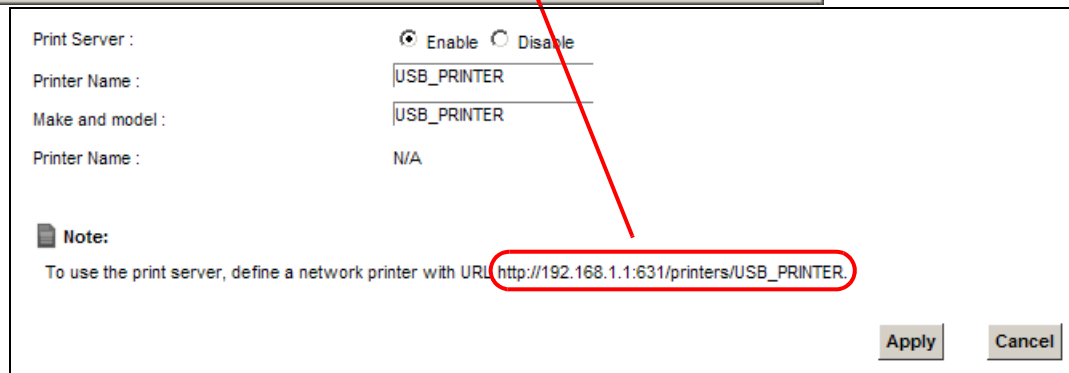 Print Server : Enable Disable
Printer Name : USB_PRINTER
Make and model : USB_PRINTER
Printer Name : N/A
Note:
To use the print server, define a network printer with URL http://192.168.1.1:631/printers/USB_PRINTER.
Apply Cancel